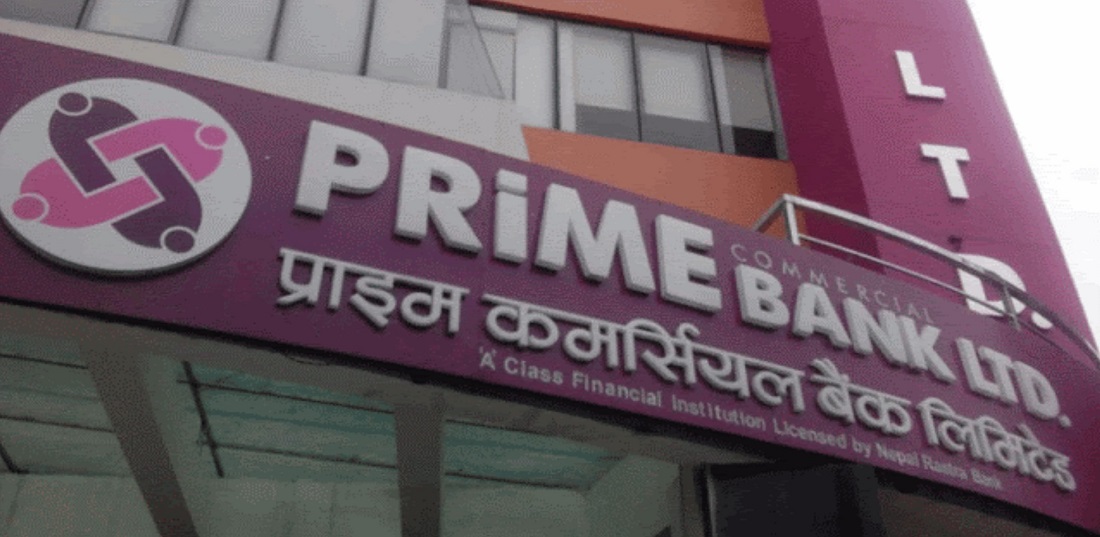 PRiME COMMERCIAL BANK LTD.
प्राइम कमर्सियल बैंक लिमिटेड
'A' Class Financial Institution Licensed by Nepal Rastra Bank
LTD.